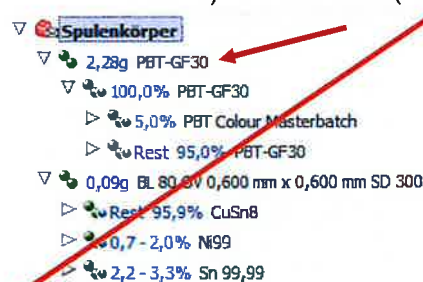 Spulenkörper
2,28g PBT-GF30
100,0% PBT-GF30
5,0% PBT Colour Masterbatch
Rest 95,0% PBT-GF30
0,09g BL 80 SV 0,600 mm x 0,600 mm SD 300
Rest 95,9% CuSn8
0,7 - 2,0% Ni99
2,2 - 3,3% Sn 99,99